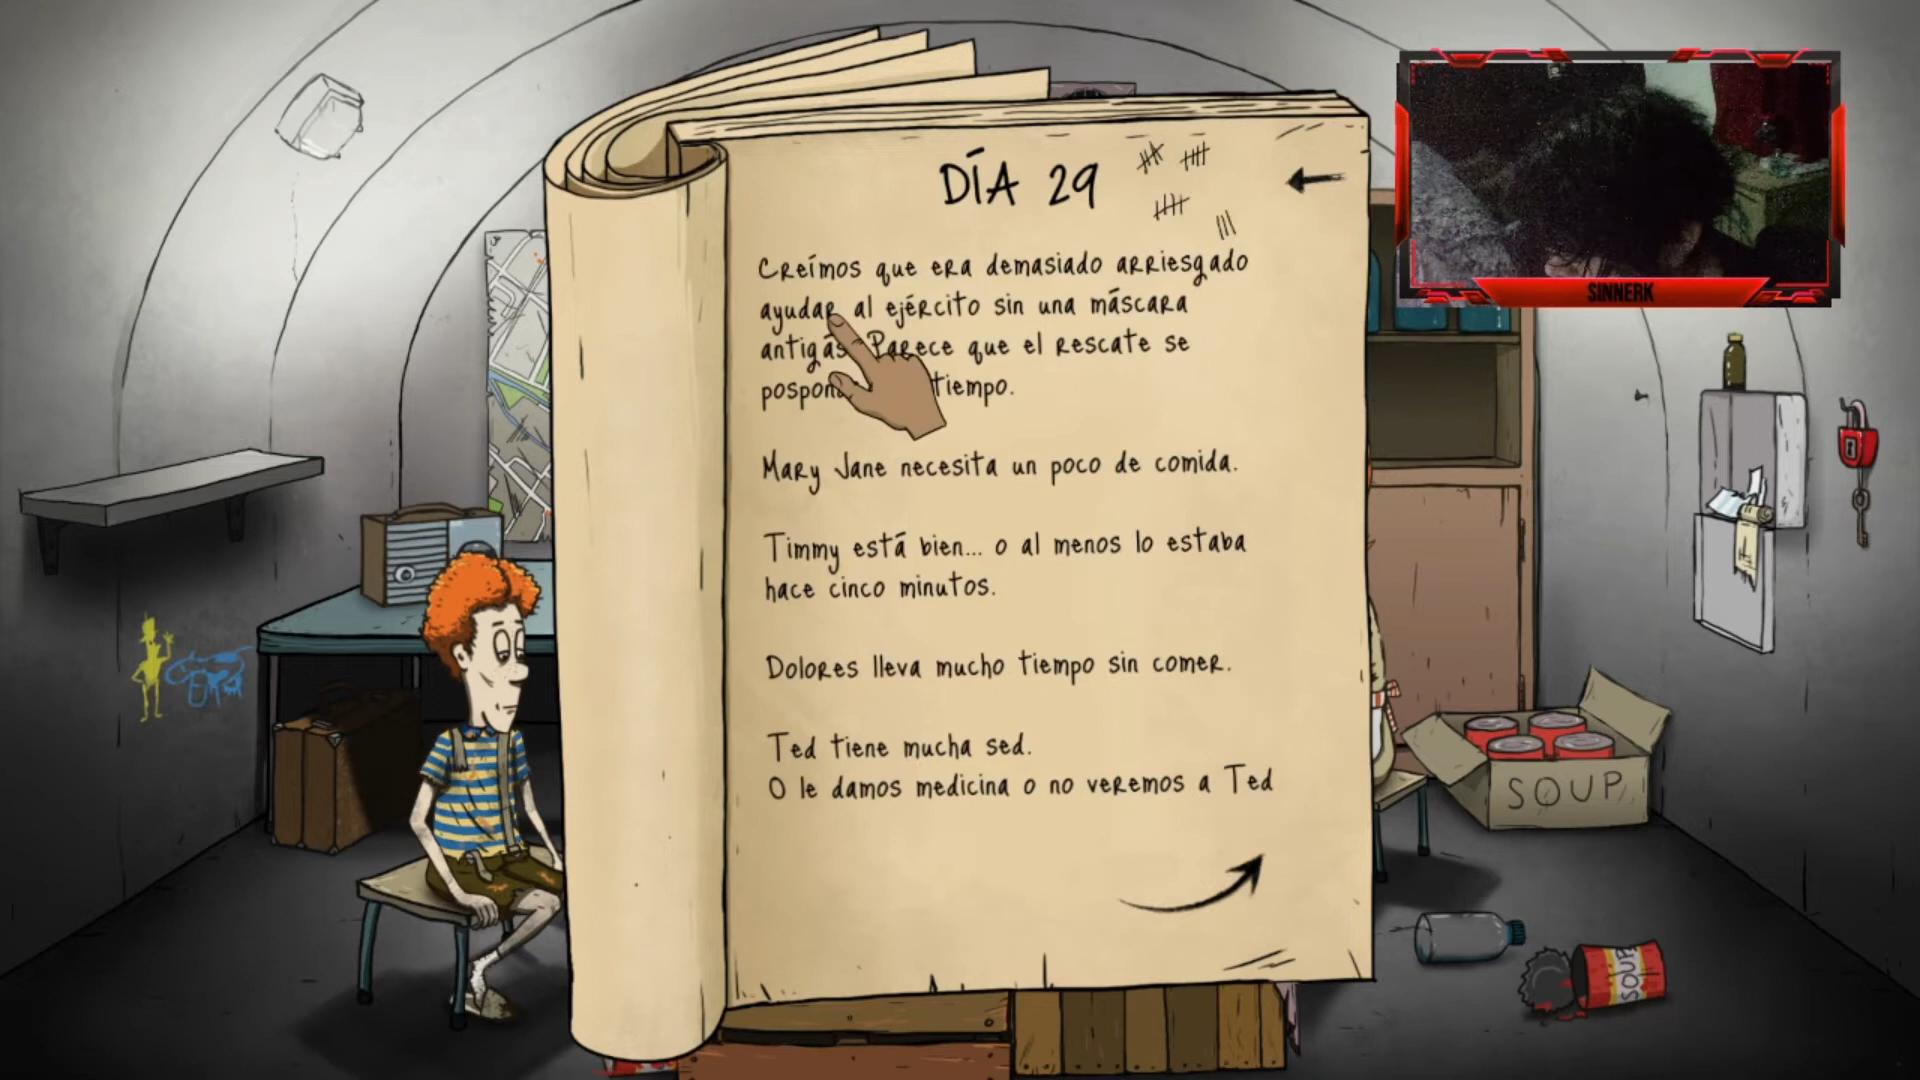 DÍA 29
Creímos que era demasiado arriesgado
ayudar al ejército sin una máscara
antigás. Parece que el rescate se
tiempo.
Mary Jane necesita un poco de comida.
Timmy está bien... o al menos lo estaba
hace cinco minutos.
Dolores lleva mucho tiempo sin comer.
Ted tiene mucha sed.
O le damos medicina o no veremos a Ted
SINNERK
SOUP
SOUP